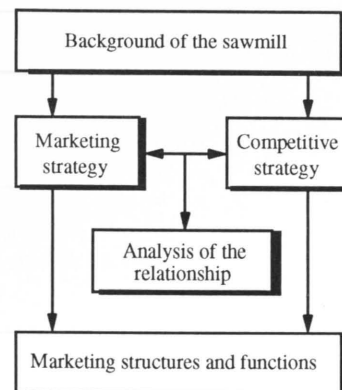 Background of the sawmill
Marketing
strategy
Competitive
strategy
Analysis of the
relationship
Marketing structures and functions